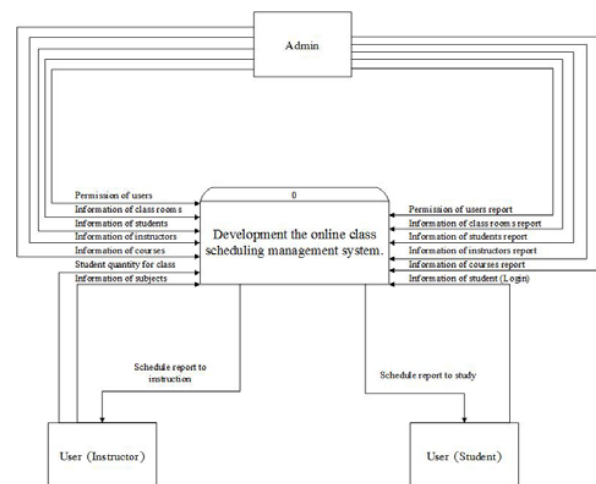 Admin
0
Development the online class
scheduling management system.
Permission of users
Information of class rooms
Information of students
Information of instructors
Information of courses
Student quantity for class
Information of subjects
Permission of users report
Information of class rooms report
Information of students report
Information of instructors report
Information of courses report
Information of student (Login)
Schedule report to
instruction
Schedule report to study
User (Instructor)
User (Student)